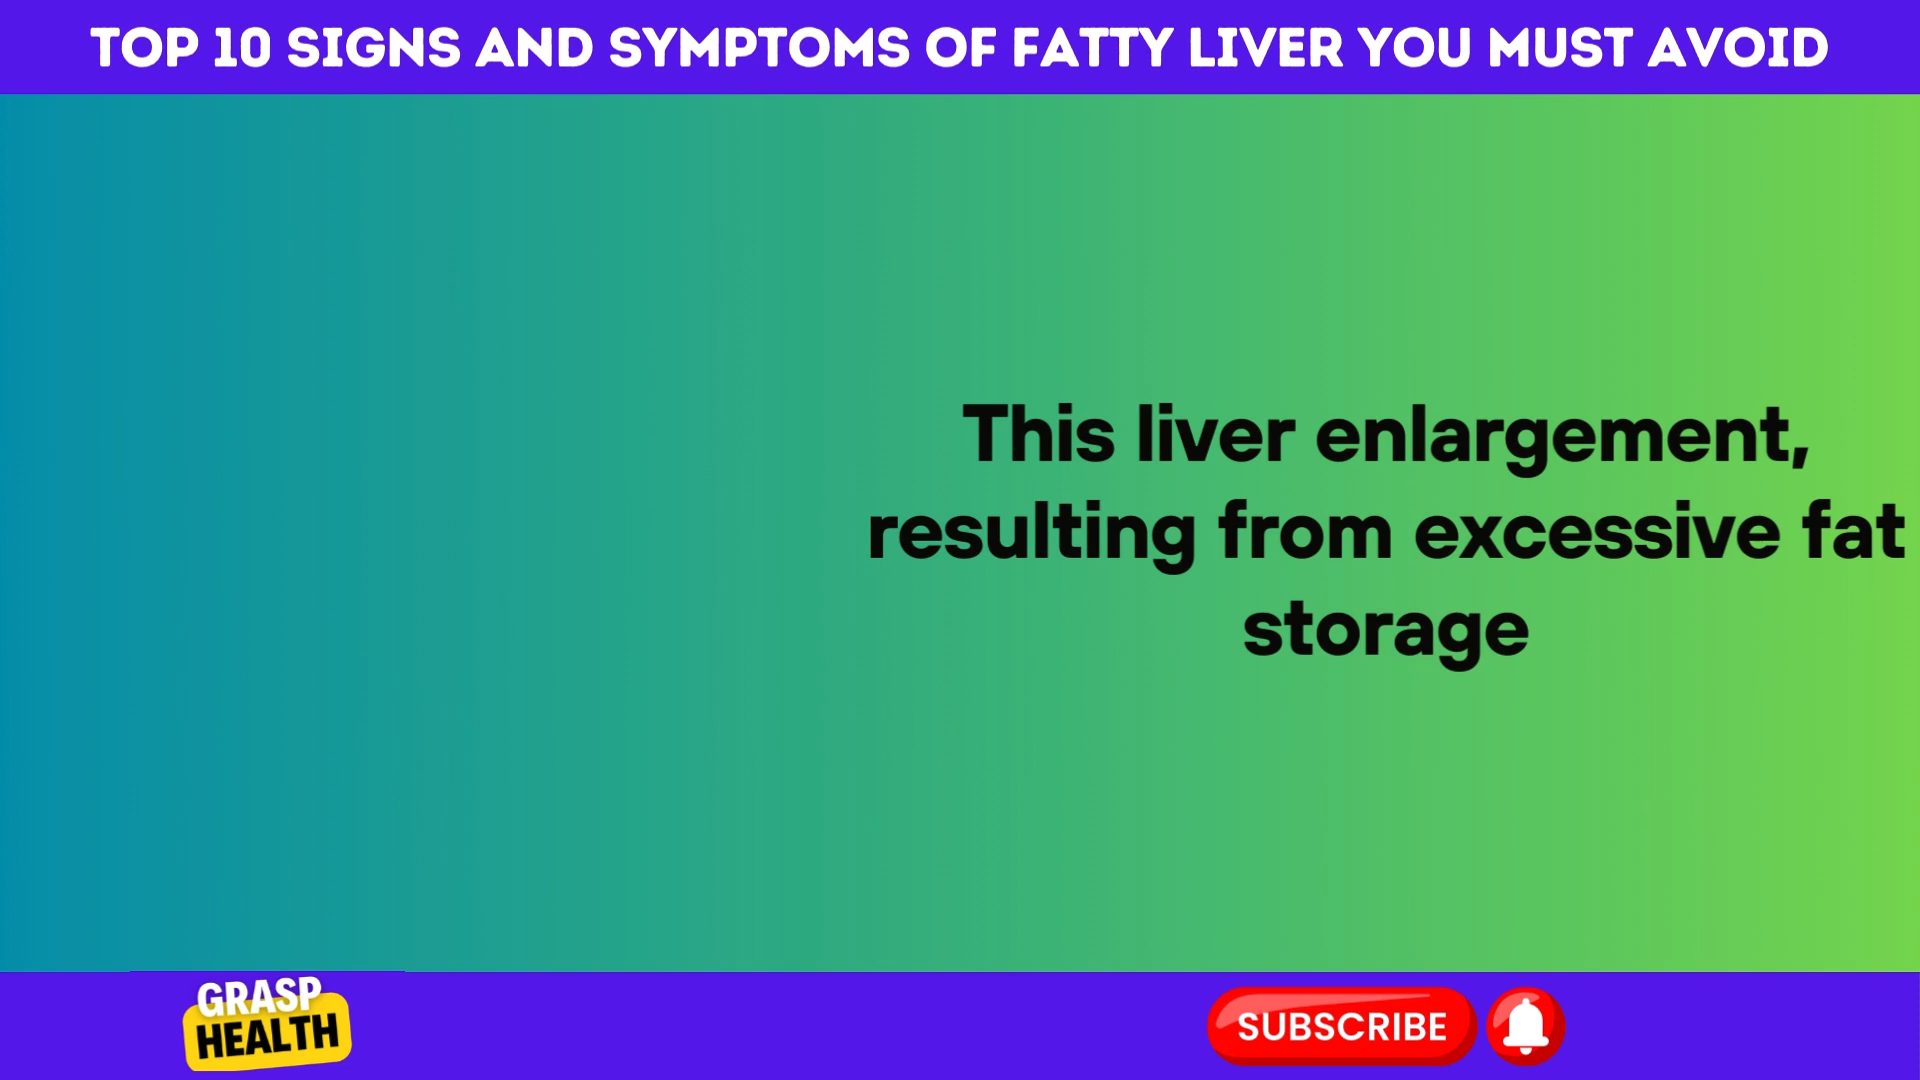 TOP 10 SIGNS AND SYMPTOMS OF FATTY LIVER YOU MUST AVOID
This liver enlargement,
resulting from excessive fat
storage
GRASP
HEALTH
SUBSCRIBE